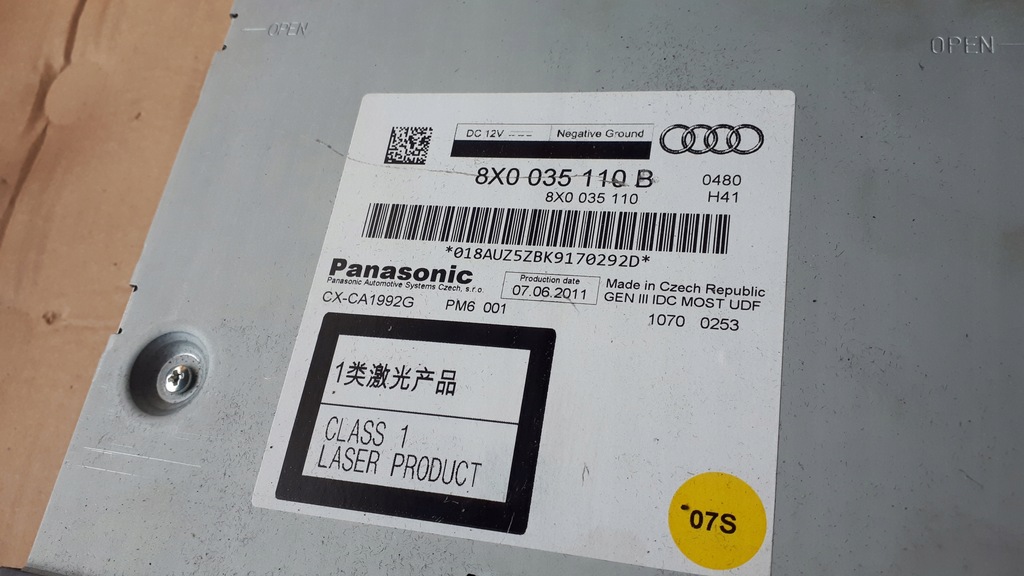 OPEN
OPEN
DC 12V
Negative Ground
8X0 035 110 B
0480
8X0 035 110
H41
*018AUZ5ZBK9170292D*
Panasonic
Panasonic Automotive Systems Czech, s.r.o.
Production date
07.06.2011
Made in Czech Republic
CX-CA1992G
PM6 001
GEN III IDC MOST UDF
1070 0253
1类激光产品
CLASS 1
LASER PRODUCT
07S